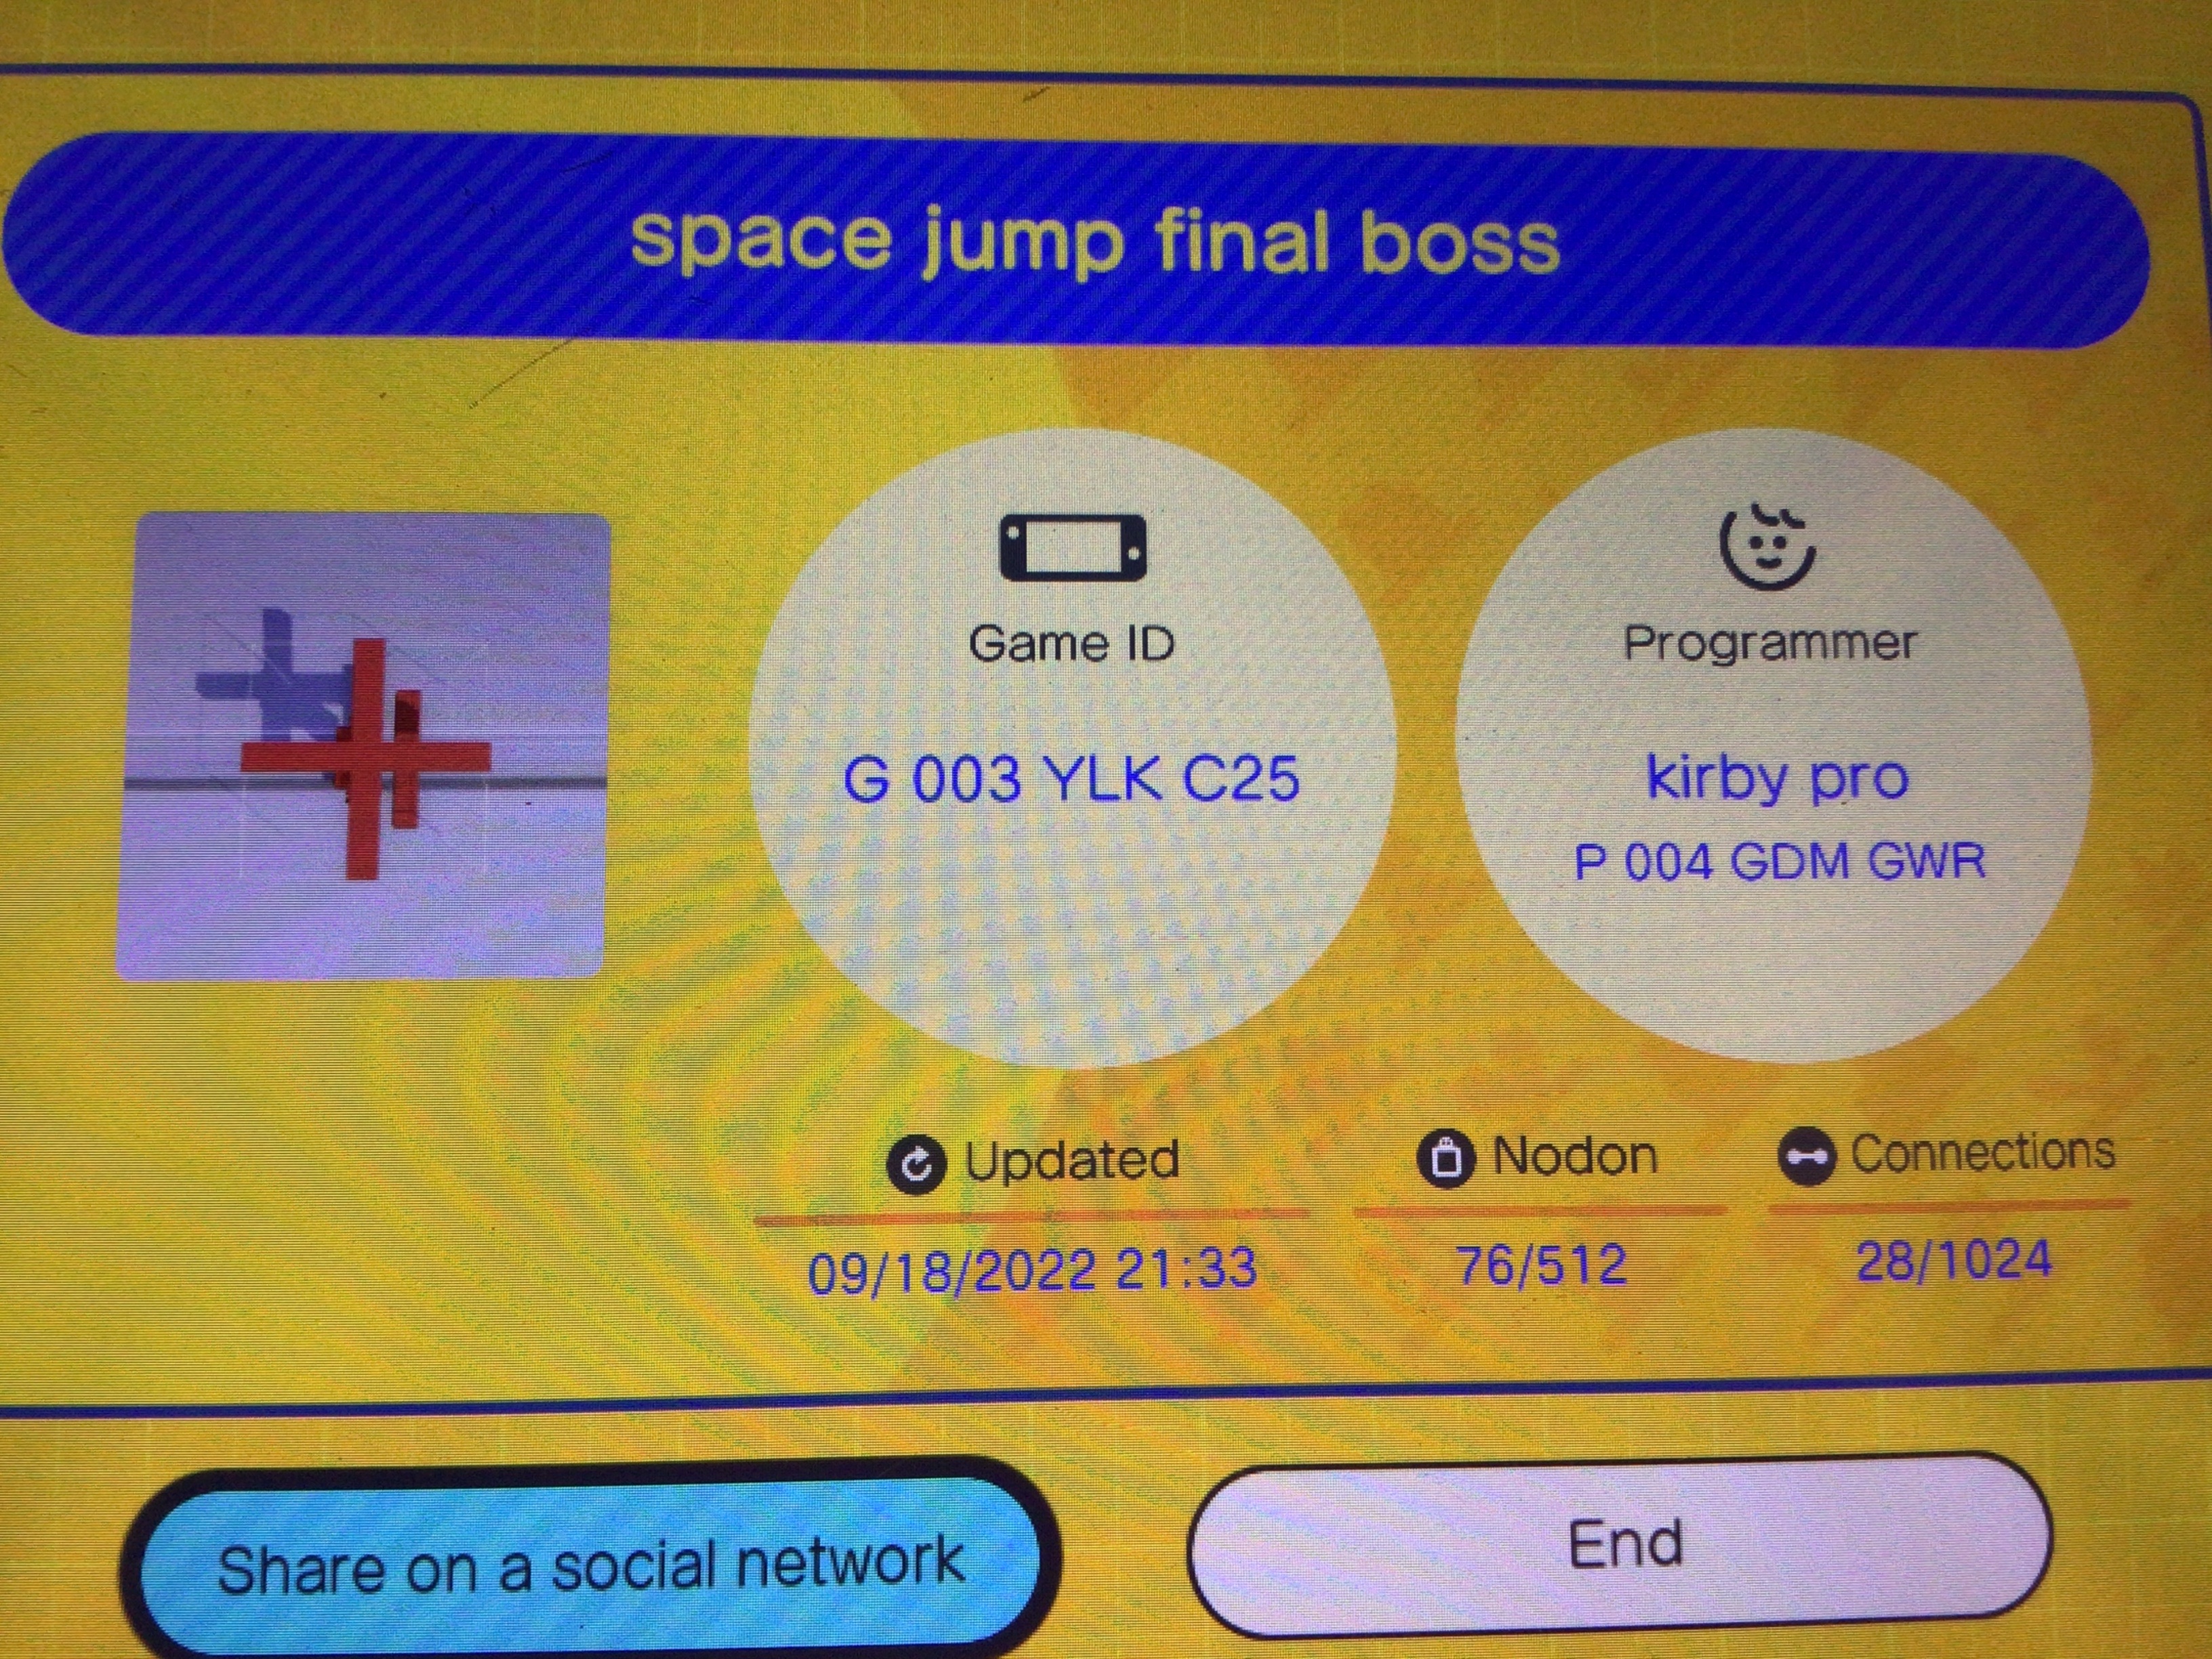 space jump final boss
Game ID
G 003 YLK C25
Programmer
kirby pro
P 004 GDM GWR
Updated
09/18/2022 21:33
Nodon
76/512
Connections
28/1024
Share on a social network
End